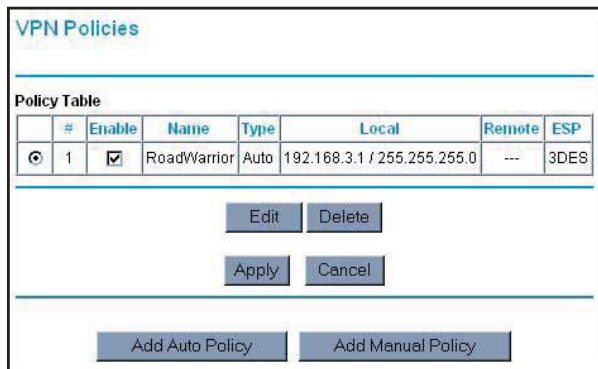 VPN Policies
Policy Table
# Enable Name Type Local Remote ESP
1 RoadWarrior Auto 192.168.3.1 / 255.255.255.0 --- 3DES
Edit Delete
Apply Cancel
Add Auto Policy Add Manual Policy